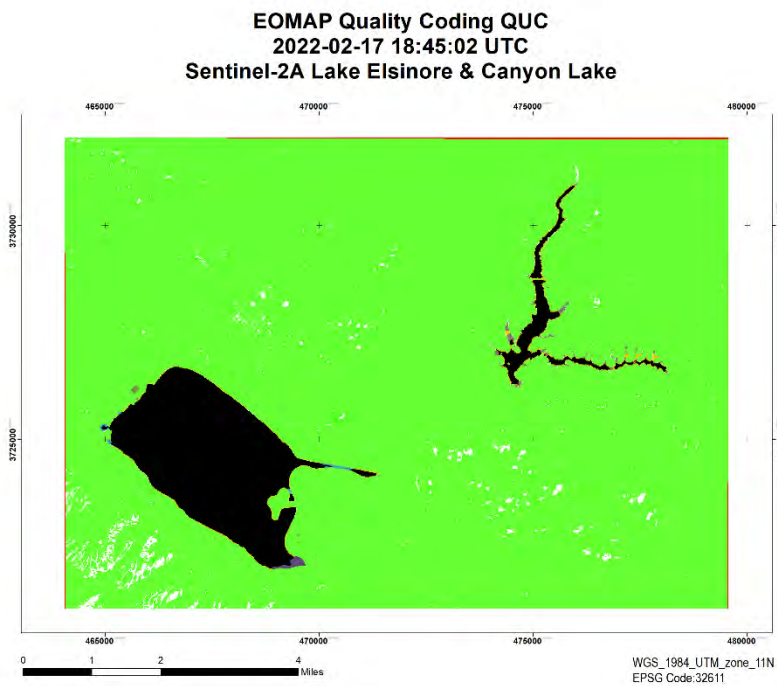 EOMAP Quality Coding QUC
2022-02-17 18:45:02 UTC
Sentinel-2A Lake Elsinore & Canyon Lake
465000 470000 475000 480000
3730000
3725000
465000 470000 475000 480000
0 1 2 4
Miles
WGS_1984_UTM_zone_11N
EPSG Code:32611